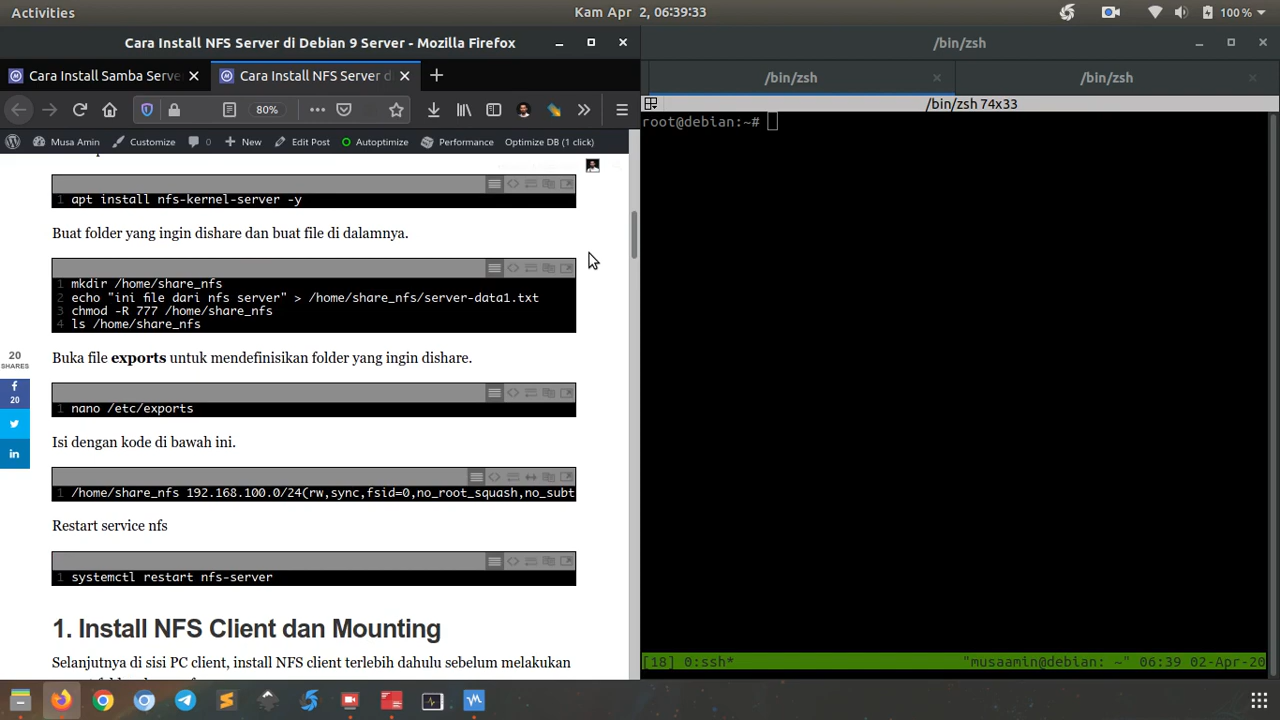 Activities
Kam Apr 2, 06:39:33
100 %
Cara Install NFS Server di Debian 9 Server - Mozilla Firefox
/bin/zsh
Cara Install Samba Serve
Cara Install NFS Server d
/bin/zsh
/bin/zsh
80%
/bin/zsh 74x33
Musa Amin
Customize
0
New
Edit Post
Autoptimize
Performance
Optimize DB (1 click)
root@debian:~#
1 apt install nfs-kernel-server -y
Buat folder yang ingin dishare dan buat file di dalamnya.
1 mkdir /home/share_nfs
2 echo "ini file dari nfs server" > /home/share_nfs/server-data1.txt
3 chmod -R 777 /home/share_nfs
4 ls /home/share_nfs
20
SHARES
Buka file exports untuk mendefinisikan folder yang ingin dishare.
20
1 nano /etc/exports
Isi dengan kode di bawah ini.
1 /home/share_nfs 192.168.100.0/24(rw,sync,fsid=0,no_root_squash,no_subt
Restart service nfs
1 systemctl restart nfs-server
1. Install NFS Client dan Mounting
Selanjutnya di sisi PC client, install NFS client terlebih dahulu sebelum melakukan
[18] 0:ssh*
"musaamin@debian: ~" 06:39 02-Apr-20